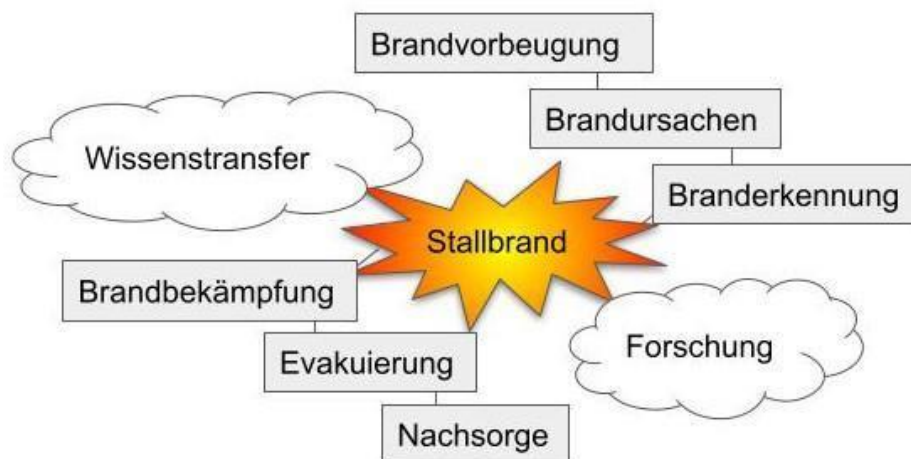 Brandvorbeugung
Brandursachen
Wissenstransfer
Branderkennung
Stallbrand
Brandbekämpfung
Evakuierung
Forschung
Nachsorge